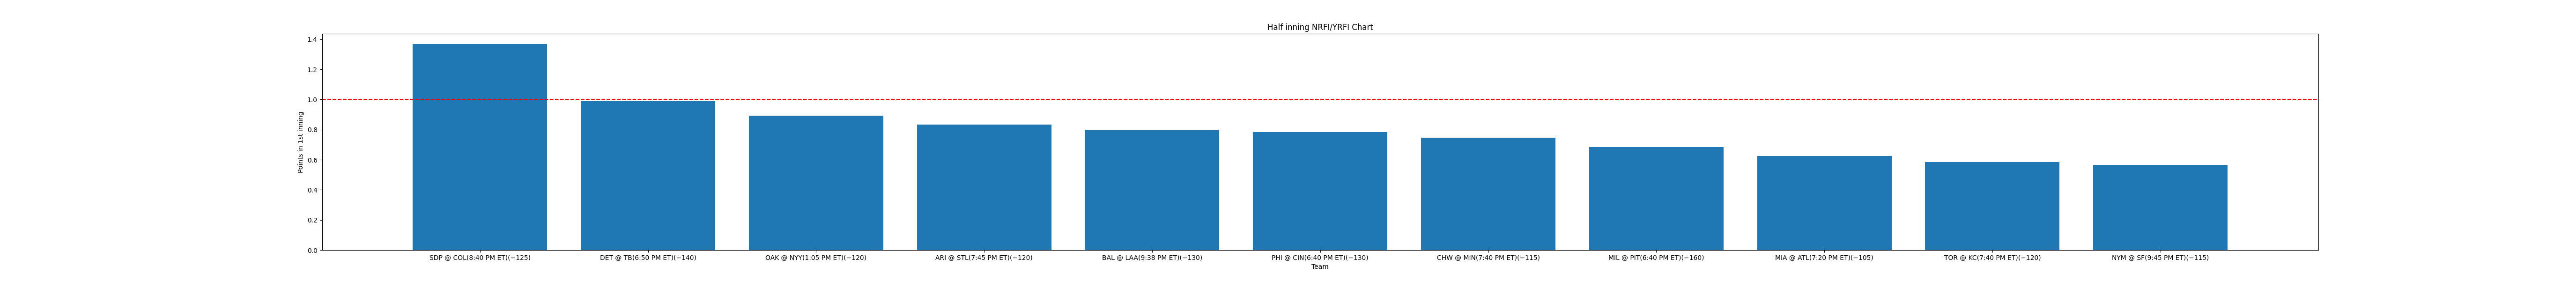 Half inning NRFI/YRFI Chart
1.4
1.2
1.0
0.8
0.6
0.4
0.2
0.0
Points in 1st inning
SDP @ COL(8:40 PM ET)(−125)
DET @ TB(6:50 PM ET)(−140)
OAK @ NYY(1:05 PM ET)(−120)
ARI @ STL(7:45 PM ET)(−120)
BAL @ LAA(9:38 PM ET)(−130)
PHI @ CIN(6:40 PM ET)(−130)
CHW @ MIN(7:40 PM ET)(−115)
MIL @ PIT(6:40 PM ET)(−160)
MIA @ ATL(7:20 PM ET)(−105)
TOR @ KC(7:40 PM ET)(−120)
NYM @ SF(9:45 PM ET)(−115)
Team